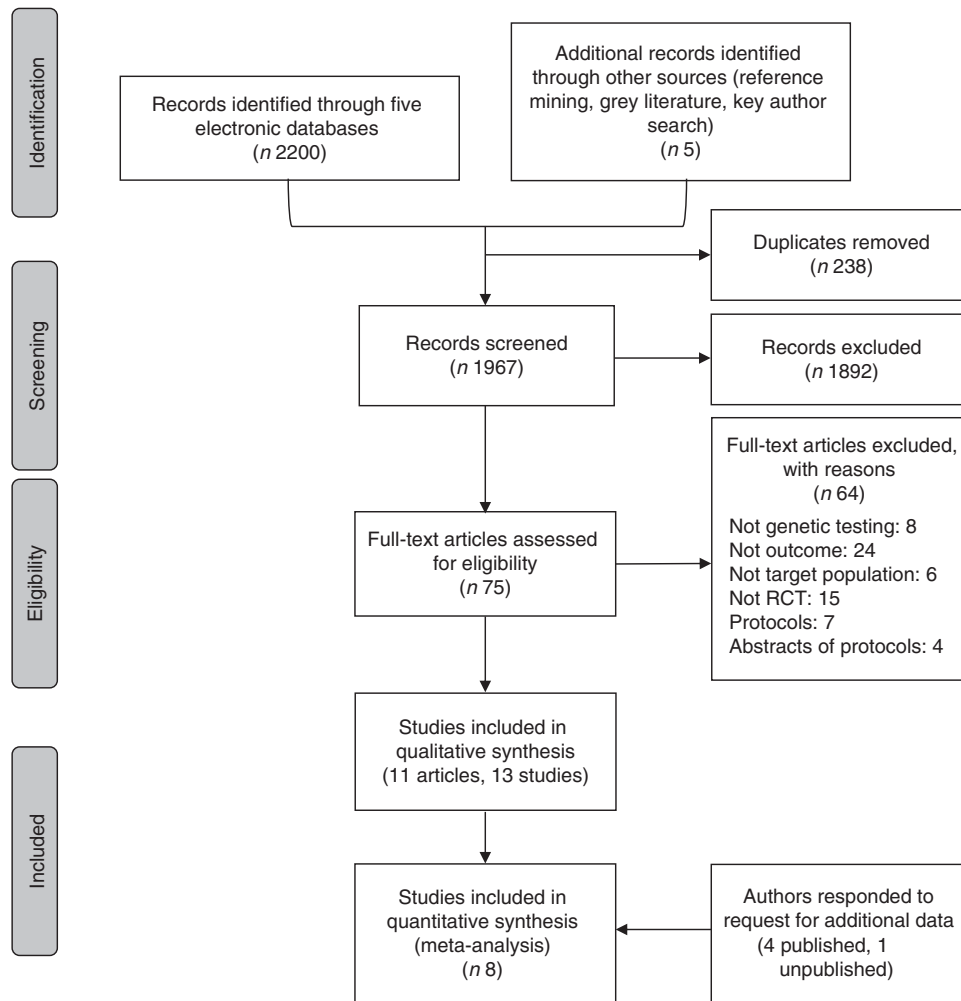 Identification
Records identified through five
electronic databases
(n 2200)
Additional records identified
through other sources (reference
mining, grey literature, key author
search)
(n 5)
Duplicates removed
(n 238)
Screening
Records screened
(n 1967)
Records excluded
(n 1892)
Eligibility
Full-text articles assessed
for eligibility
(n 75)
Full-text articles excluded,
with reasons
(n 64)
Not genetic testing: 8
Not outcome: 24
Not target population: 6
Not RCT: 15
Protocols: 7
Abstracts of protocols: 4
Included
Studies included in
qualitative synthesis
(11 articles, 13 studies)
Studies included in
quantitative synthesis
(meta-analysis)
(n 8)
Authors responded to
request for additional data
(4 published, 1
unpublished)